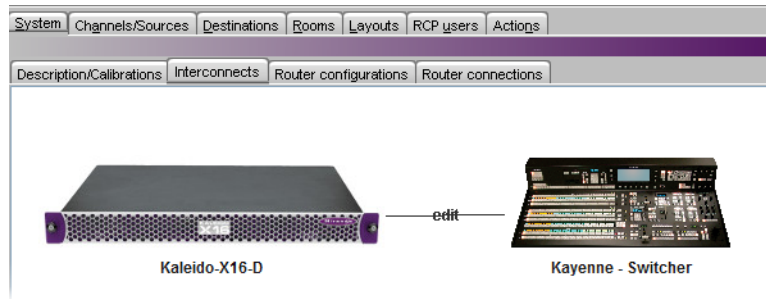 System Channels/Sources Destinations Rooms Layouts RCP users Actions
Description/Calibrations Interconnects Router configurations Router connections
X16
edit
Kaleido-X16-D Kayenne - Switcher